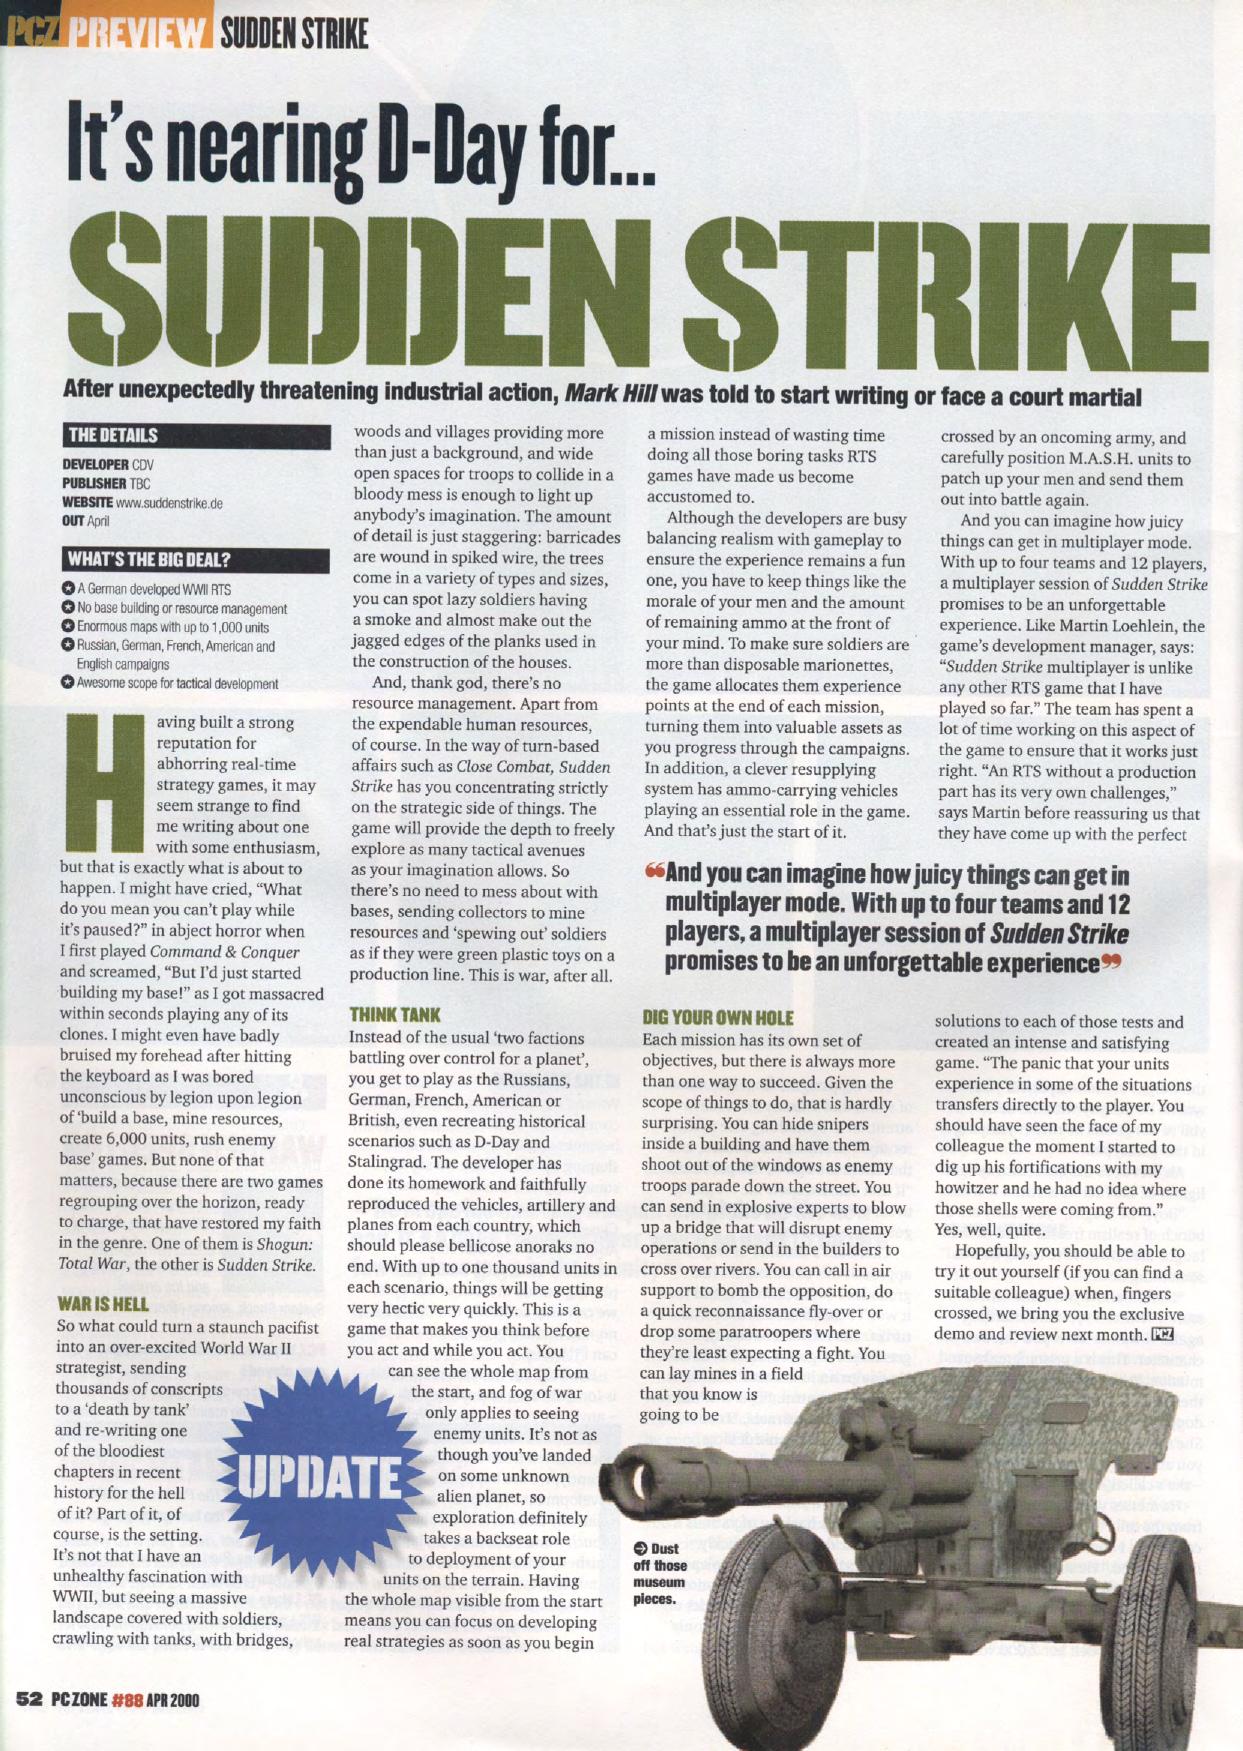 PCZ PREVIEW SUDDEN STRIKE
It's nearing D-Day for...
SUDDEN STRIKE
After unexpectedly threatening industrial action, Mark Hill was told to start writing or face a court martial
THE DETAILS
DEVELOPER CDV
PUBLISHER TBC
WEBSITE www.suddenstrike.de
OUT April
WHAT'S THE BIG DEAL?
A German developed WWII RTS
No base building or resource management
Enormous maps with up to 1,000 units
Russian, German, French, American and
English campaigns
Awesome scope for tactical development
Having built a strong
reputation for
abhorring real-time
strategy games, it may
seem strange to find
me writing about one
with some enthusiasm,
but that is exactly what is about to
happen. I might have cried, “What
do you mean you can't play while
it's paused?” in abject horror when
I first played Command & Conquer
and screamed, “But I'd just started
building my base!” as I got massacred
within seconds playing any of its
clones. I might even have badly
bruised my forehead after hitting
the keyboard as I was bored
unconscious by legion upon legion
of ‘build a base, mine resources,
create 6,000 units, rush enemy
base’ games. But none of that
matters, because there are two games
regrouping over the horizon, ready
to charge, that have restored my faith
in the genre. One of them is Shogun:
Total War, the other is Sudden Strike.
WAR IS HELL
So what could turn a staunch pacifist
into an over-excited World War II
strategist, sending
thousands of conscripts
to a ‘death by tank’
and re-writing one
of the bloodiest
chapters in recent
history for the hell
of it? Part of it, of
course, is the setting.
It's not that I have an
unhealthy fascination with
WWII, but seeing a massive
landscape covered with soldiers,
crawling with tanks, with bridges,
woods and villages providing more
than just a background, and wide
open spaces for troops to collide in a
bloody mess is enough to light up
anybody's imagination. The amount
of detail is just staggering: barricades
are wound in spiked wire, the trees
come in a variety of types and sizes,
you can spot lazy soldiers having
a smoke and almost make out the
jagged edges of the planks used in
the construction of the houses.
And, thank god, there's no
resource management. Apart from
the expendable human resources,
of course. In the way of turn-based
affairs such as Close Combat, Sudden
Strike has you concentrating strictly
on the strategic side of things. The
game will provide the depth to freely
explore as many tactical avenues
as your imagination allows. So
there's no need to mess about with
bases, sending collectors to mine
resources and ‘spewing out’ soldiers
as if they were green plastic toys on a
production line. This is war, after all.
THINK TANK
Instead of the usual ‘two factions
battling over control for a planet’,
you get to play as the Russians,
German, French, American or
British, even recreating historical
scenarios such as D-Day and
Stalingrad. The developer has
done its homework and faithfully
reproduced the vehicles, artillery and
planes from each country, which
should please bellicose anoraks no
end. With up to one thousand units in
each scenario, things will be getting
very hectic very quickly. This is a
game that makes you think before
you act and while you act. You
can see the whole map from
the start, and fog of war
only applies to seeing
enemy units. It's not as
though you've landed
on some unknown
alien planet, so
exploration definitely
takes a backseat role
to deployment of your
units on the terrain. Having
the whole map visible from the start
means you can focus on developing
real strategies as soon as you begin
UPDATE
a mission instead of wasting time
doing all those boring tasks RTS
games have made us become
accustomed to.
Although the developers are busy
balancing realism with gameplay to
ensure the experience remains a fun
one, you have to keep things like the
morale of your men and the amount
of remaining ammo at the front of
your mind. To make sure soldiers are
more than disposable marionettes,
the game allocates them experience
points at the end of each mission,
turning them into valuable assets as
you progress through the campaigns.
In addition, a clever resupplying
system has ammo-carrying vehicles
playing an essential role in the game.
And that's just the start of it.
“And you can imagine how juicy things can get in
multiplayer mode. With up to four teams and 12
players, a multiplayer session of Sudden Strike
promises to be an unforgettable experience”
DIG YOUR OWN HOLE
Each mission has its own set of
objectives, but there is always more
than one way to succeed. Given the
scope of things to do, that is hardly
surprising. You can hide snipers
inside a building and have them
shoot out of the windows as enemy
troops parade down the street. You
can send in explosive experts to blow
up a bridge that will disrupt enemy
operations or send in the builders to
cross over rivers. You can call in air
support to bomb the opposition, do
a quick reconnaissance fly-over or
drop some paratroopers where
they're least expecting a fight. You
can lay mines in a field
that you know is
going to be
crossed by an oncoming army, and
carefully position M.A.S.H. units to
patch up your men and send them
out into battle again.
And you can imagine how juicy
things can get in multiplayer mode.
With up to four teams and 12 players,
a multiplayer session of Sudden Strike
promises to be an unforgettable
experience. Like Martin Loehlein, the
game's development manager, says:
“Sudden Strike multiplayer is unlike
any other RTS game that I have
played so far.” The team has spent a
lot of time working on this aspect of
the game to ensure that it works just
right. “An RTS without a production
part has its very own challenges,”
says Martin before reassuring us that
they have come up with the perfect
solutions to each of those tests and
created an intense and satisfying
game. “The panic that your units
experience in some of the situations
transfers directly to the player. You
should have seen the face of my
colleague the moment I started to
dig up his fortifications with my
howitzer and he had no idea where
those shells were coming from.”
Yes, well, quite.
Hopefully, you should be able to
try it out yourself (if you can find a
suitable colleague) when, fingers
crossed, we bring you the exclusive
demo and review next month. PCZ
Dust
off those
museum
pieces.
52 PCZONE #88 APR 2000